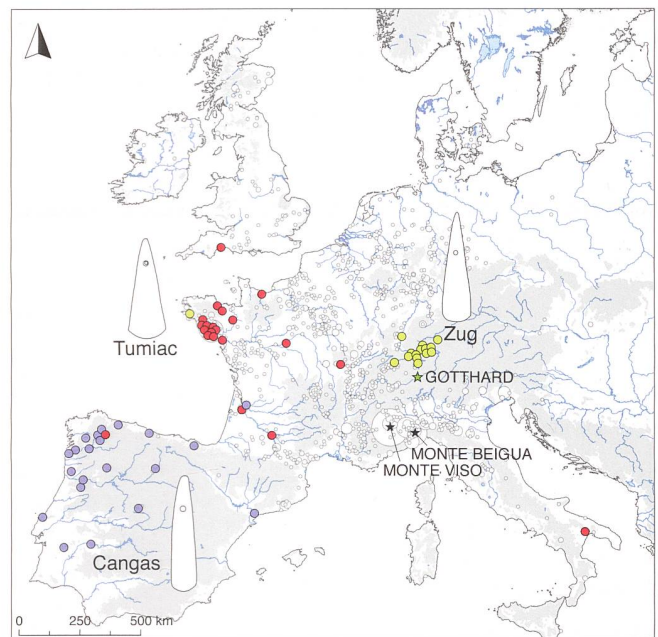 Tumiac
Zug
GOTTHARD
MONTE BEIGUA
MONTE VISO
Cangas
0 250 500 km